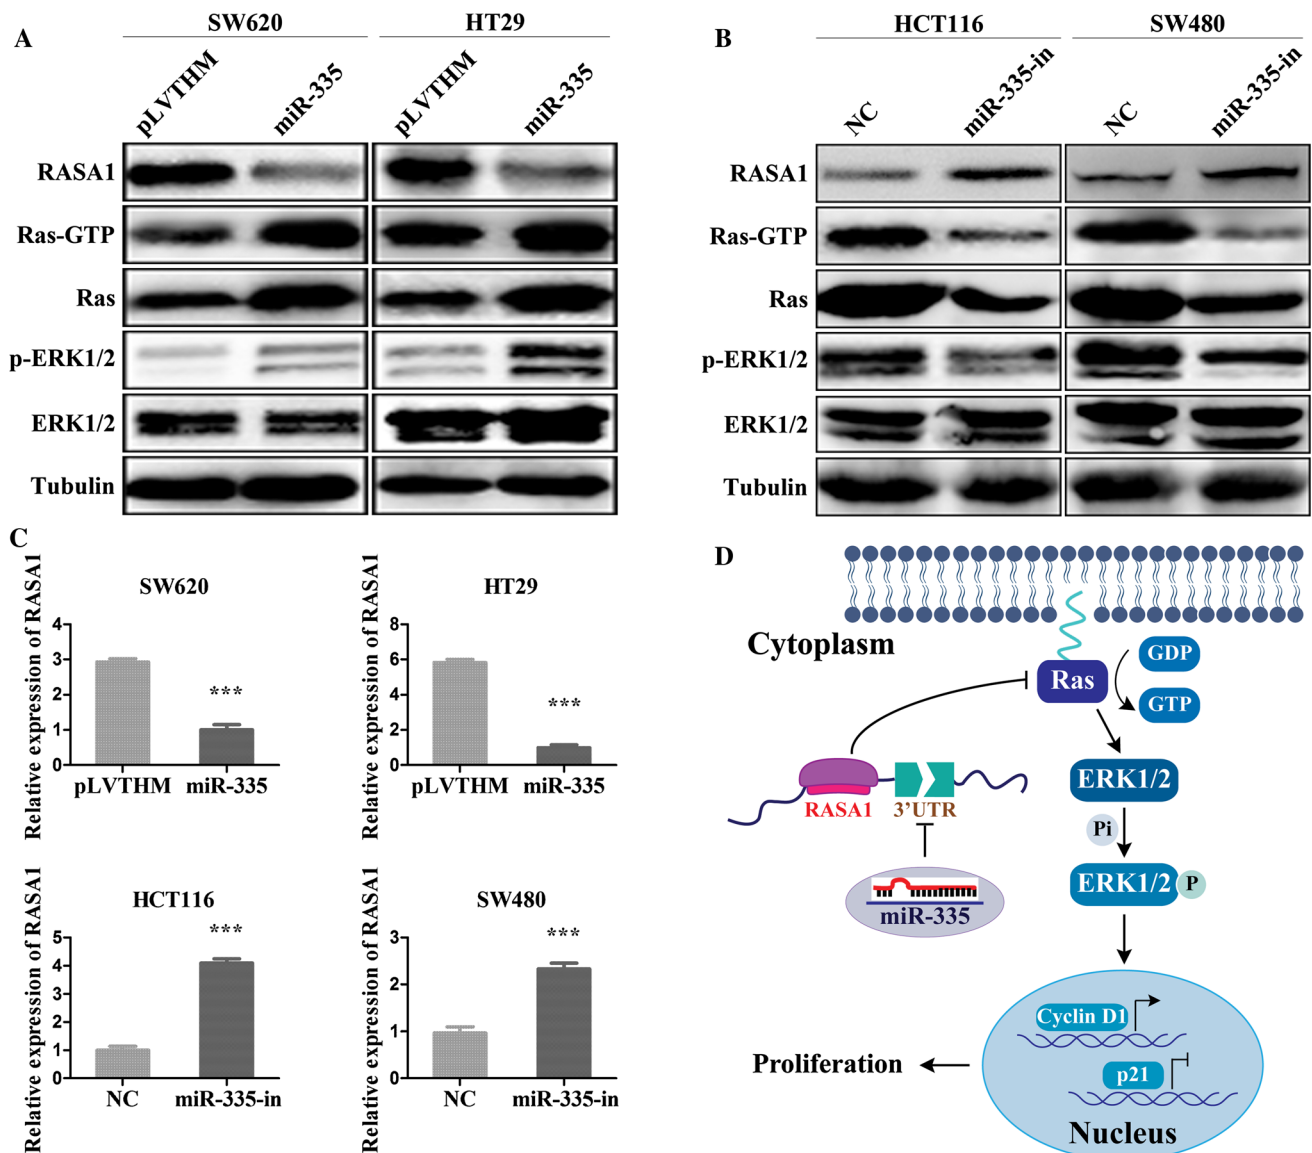 A
SW620
HT29
pLVTHM
miR-335
pLVTHM
miR-335
RASA1
Ras-GTP
Ras
p-ERK1/2
ERK1/2
Tubulin
B
HCT116
SW480
NC
miR-335-in
NC
miR-335-in
RASA1
Ras-GTP
Ras
p-ERK1/2
ERK1/2
Tubulin
C
Relative expression of RASA1
SW620
4
3
2
1
0
***
pLVTHM
miR-335
Relative expression of RASA1
HT29
8
6
4
2
0
***
pLVTHM
miR-335
Relative expression of RASA1
HCT116
5
4
3
2
1
0
***
NC
miR-335-in
Relative expression of RASA1
SW480
3
2
1
0
***
NC
miR-335-in
D
Cytoplasm
Ras
GDP
GTP
RASA1
3'UTR
miR-335
ERK1/2
Pi
ERK1/2
P
Cyclin D1
p21
Proliferation
Nucleus